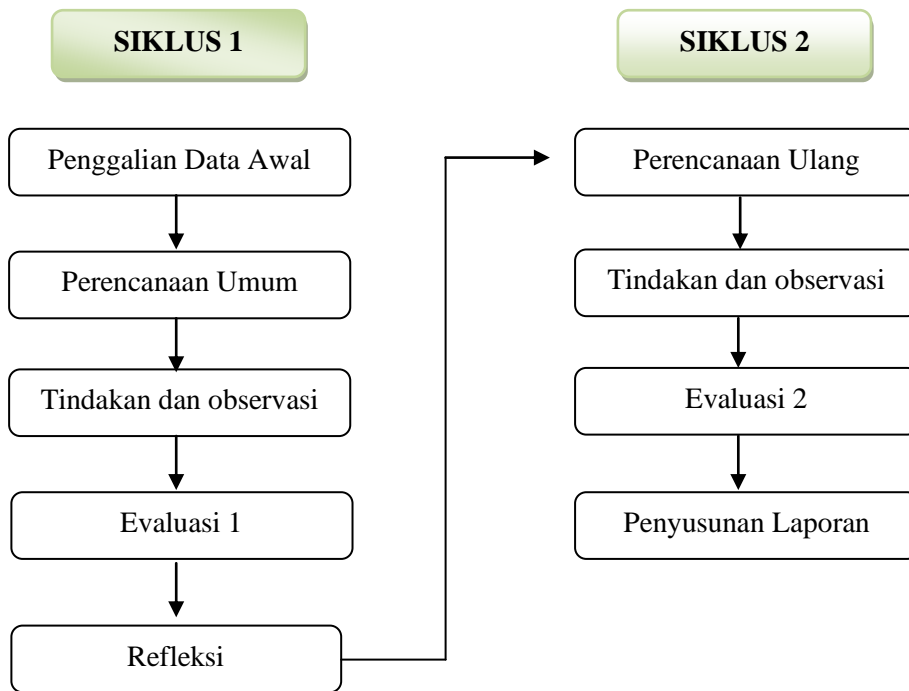 SIKLUS 1
Penggalian Data Awal
Perencanaan Umum
Tindakan dan observasi
Evaluasi 1
Refleksi
SIKLUS 2
Perencanaan Ulang
Tindakan dan observasi
Evaluasi 2
Penyusunan Laporan